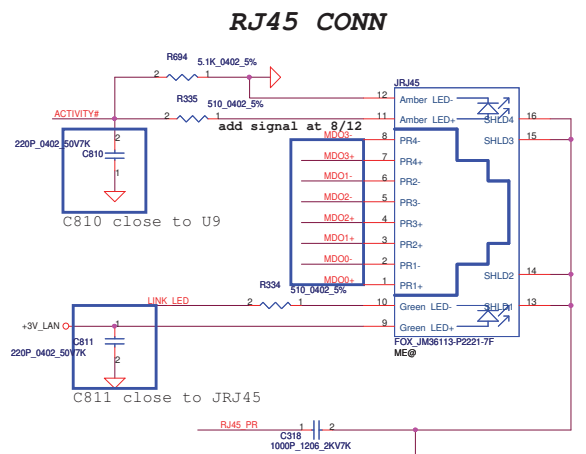 RJ45 CONN
R694
2 1
5.1K_0402_5%
JRJ45
R335
2 1
510_0402_5%
ACTIVITY#
add signal at 8/12
12 Amber LED-
11 Amber LED+
SHLD4 16
MDO3- 8 PR4-
SHLD3 15
MDO3+ 7 PR4+
MDO1- 6 PR2-
MDO2- 5 PR3-
MDO2+ 4 PR3+
MDO1+ 3 PR2+
MDO0- 2 PR1-
SHLD2 14
MDO0+ 1 PR1+
2
220P_0402_50V7K
C810
1
C810 close to U9
R334
2 1
510_0402_5%
LINK_LED
10 Green LED-
SHLD1 13
+3V_LAN
9 Green LED+
1
C811
220P_0402_50V7K
2
FOX_JM36113-P2221-7F
ME@
C811 close to JRJ45
RJ45_PR
1 2
C318
1000P_1206_2KV7K